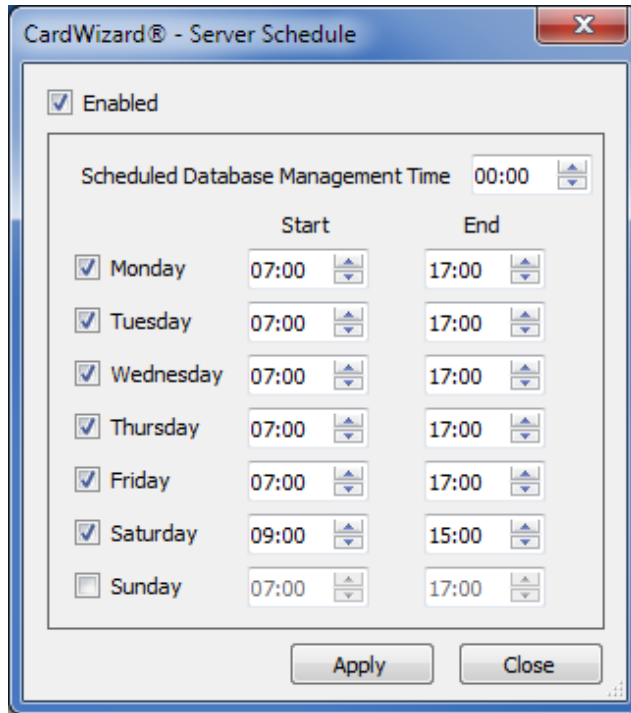 CardWizard® - Server Schedule
Enabled
Scheduled Database Management Time 00:00
Start End
Monday 07:00 17:00
Tuesday 07:00 17:00
Wednesday 07:00 17:00
Thursday 07:00 17:00
Friday 07:00 17:00
Saturday 09:00 15:00
Sunday 07:00 17:00
Apply Close